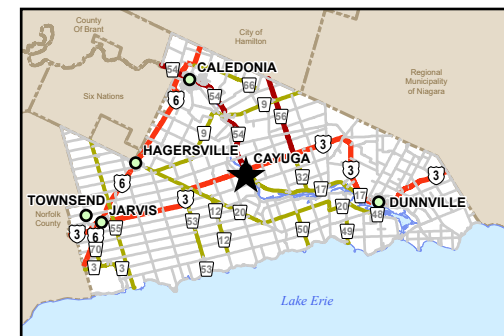 County
Of Brant
City of
Hamilton
CALEDONIA
54
66
Regional
Municipality
of Niagara
6
54
9
56
Six Nations
9
54
3
HAGERSVILLE
CAYUGA
3
3
6
32
17
17
TOWNSEND
3
DUNNVILLE
Norfolk
County
JARVIS
53
12
20
20
48
3
6
55
12
50
49
70
3
3
53
Lake Erie